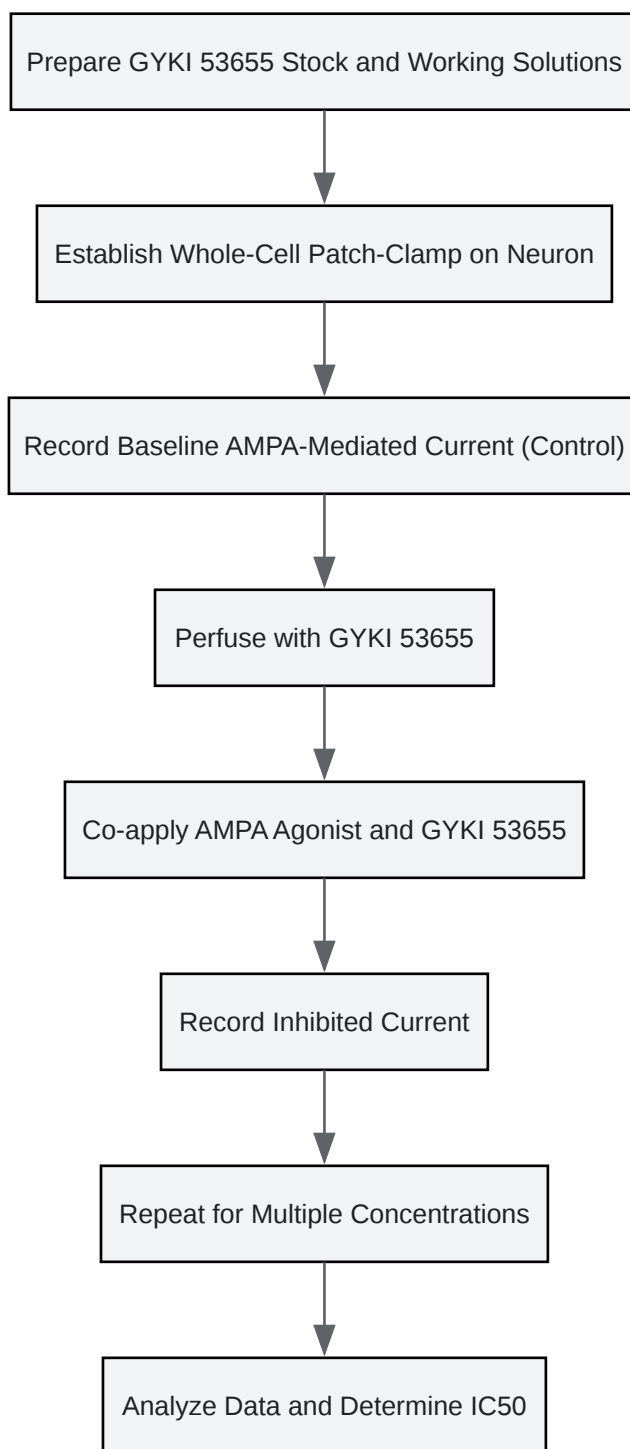 Prepare GYKI 53655 Stock and Working Solutions
Establish Whole-Cell Patch-Clamp on Neuron
Record Baseline AMPA-Mediated Current (Control)
Perfuse with GYKI 53655
Co-apply AMPA Agonist and GYKI 53655
Record Inhibited Current
Repeat for Multiple Concentrations
Analyze Data and Determine IC50